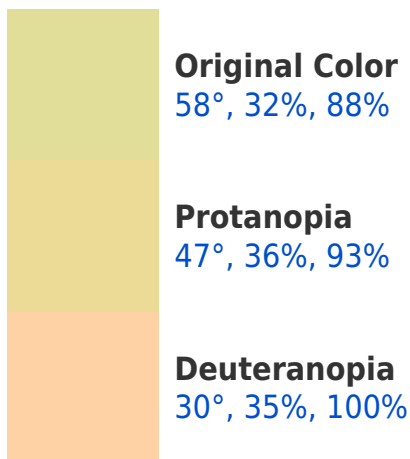 Original Color
58°, 32%, 88%
Protanopia
47°, 36%, 93%
Deuteranopia
30°, 35%, 100%